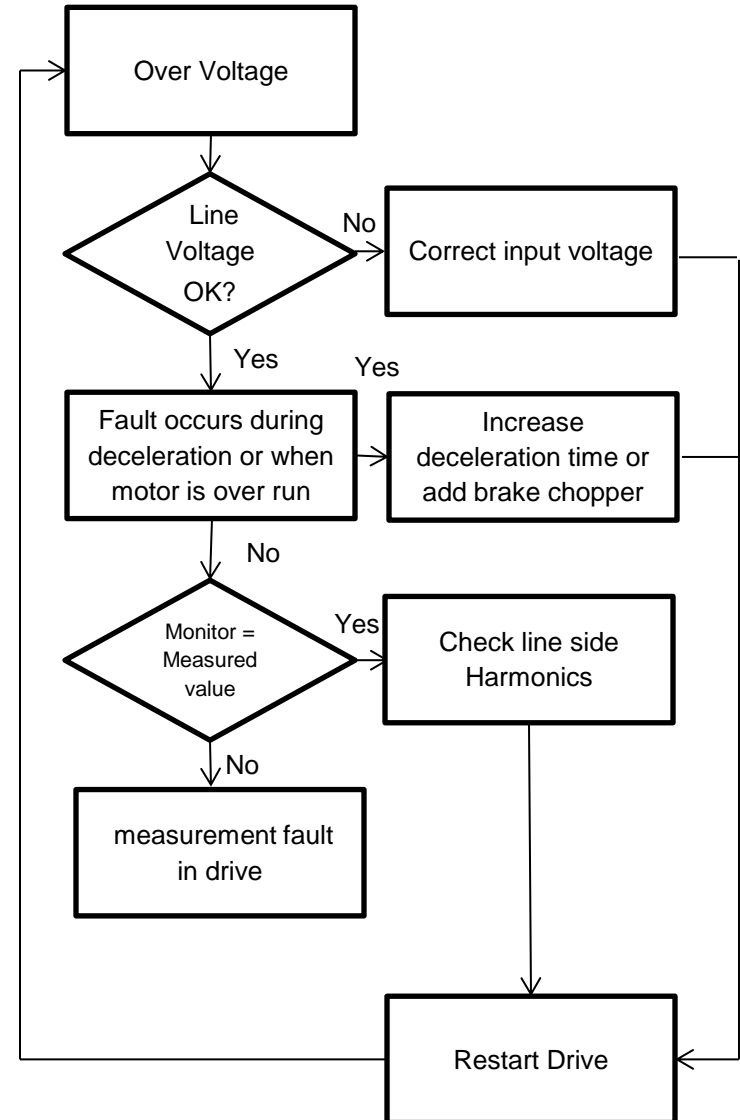 Over Voltage
Line
Voltage
OK?
No
Correct input voltage
Yes
Yes
Fault occurs during
deceleration or when
motor is over run
Increase
deceleration time or
add brake chopper
No
Monitor =
Measured
value
Yes
Check line side
Harmonics
No
measurement fault
in drive
Restart Drive